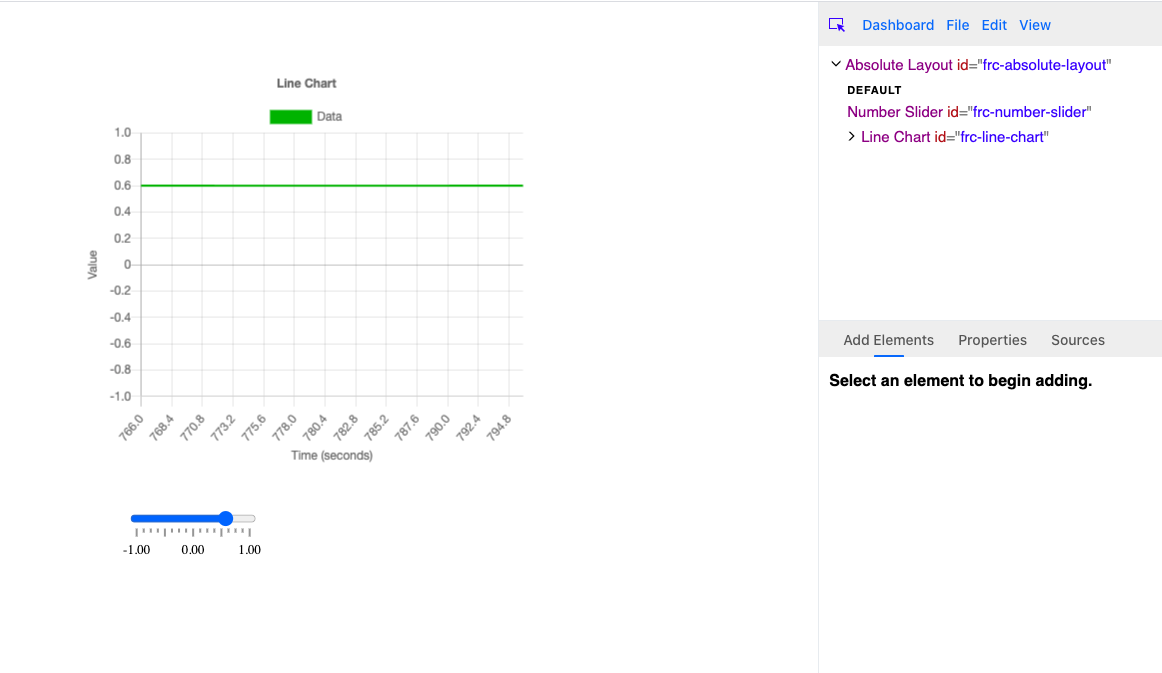 Dashboard File Edit View
Absolute Layout id="frc-absolute-layout"
DEFAULT
Number Slider id="frc-number-slider"
Line Chart id="frc-line-chart"
Add Elements Properties Sources
Select an element to begin adding.
Line Chart
Data
Value
1.0
0.8
0.6
0.4
0.2
0
-0.2
-0.4
-0.6
-0.8
-1.0
766.0 768.4 770.8 773.2 775.6 778.0 780.4 782.8 785.2 787.6 790.0 792.4 794.8
Time (seconds)
-1.00 0.00 1.00